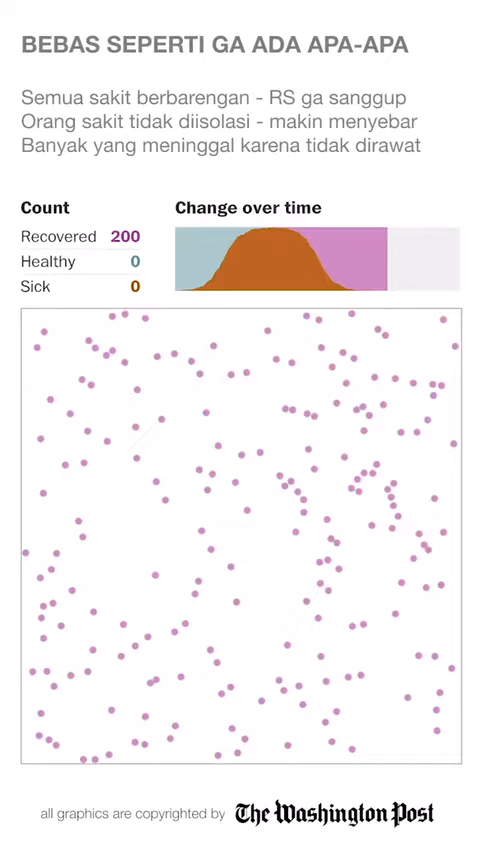 BEBAS SEPERTI GA ADA APA-APA
Semua sakit berbarengan - RS ga sanggup
Orang sakit tidak diisolasi - makin menyebar
Banyak yang meninggal karena tidak dirawat
Count
Recovered 200
Healthy 0
Sick 0
Change over time
all graphics are copyrighted by The Washington Post